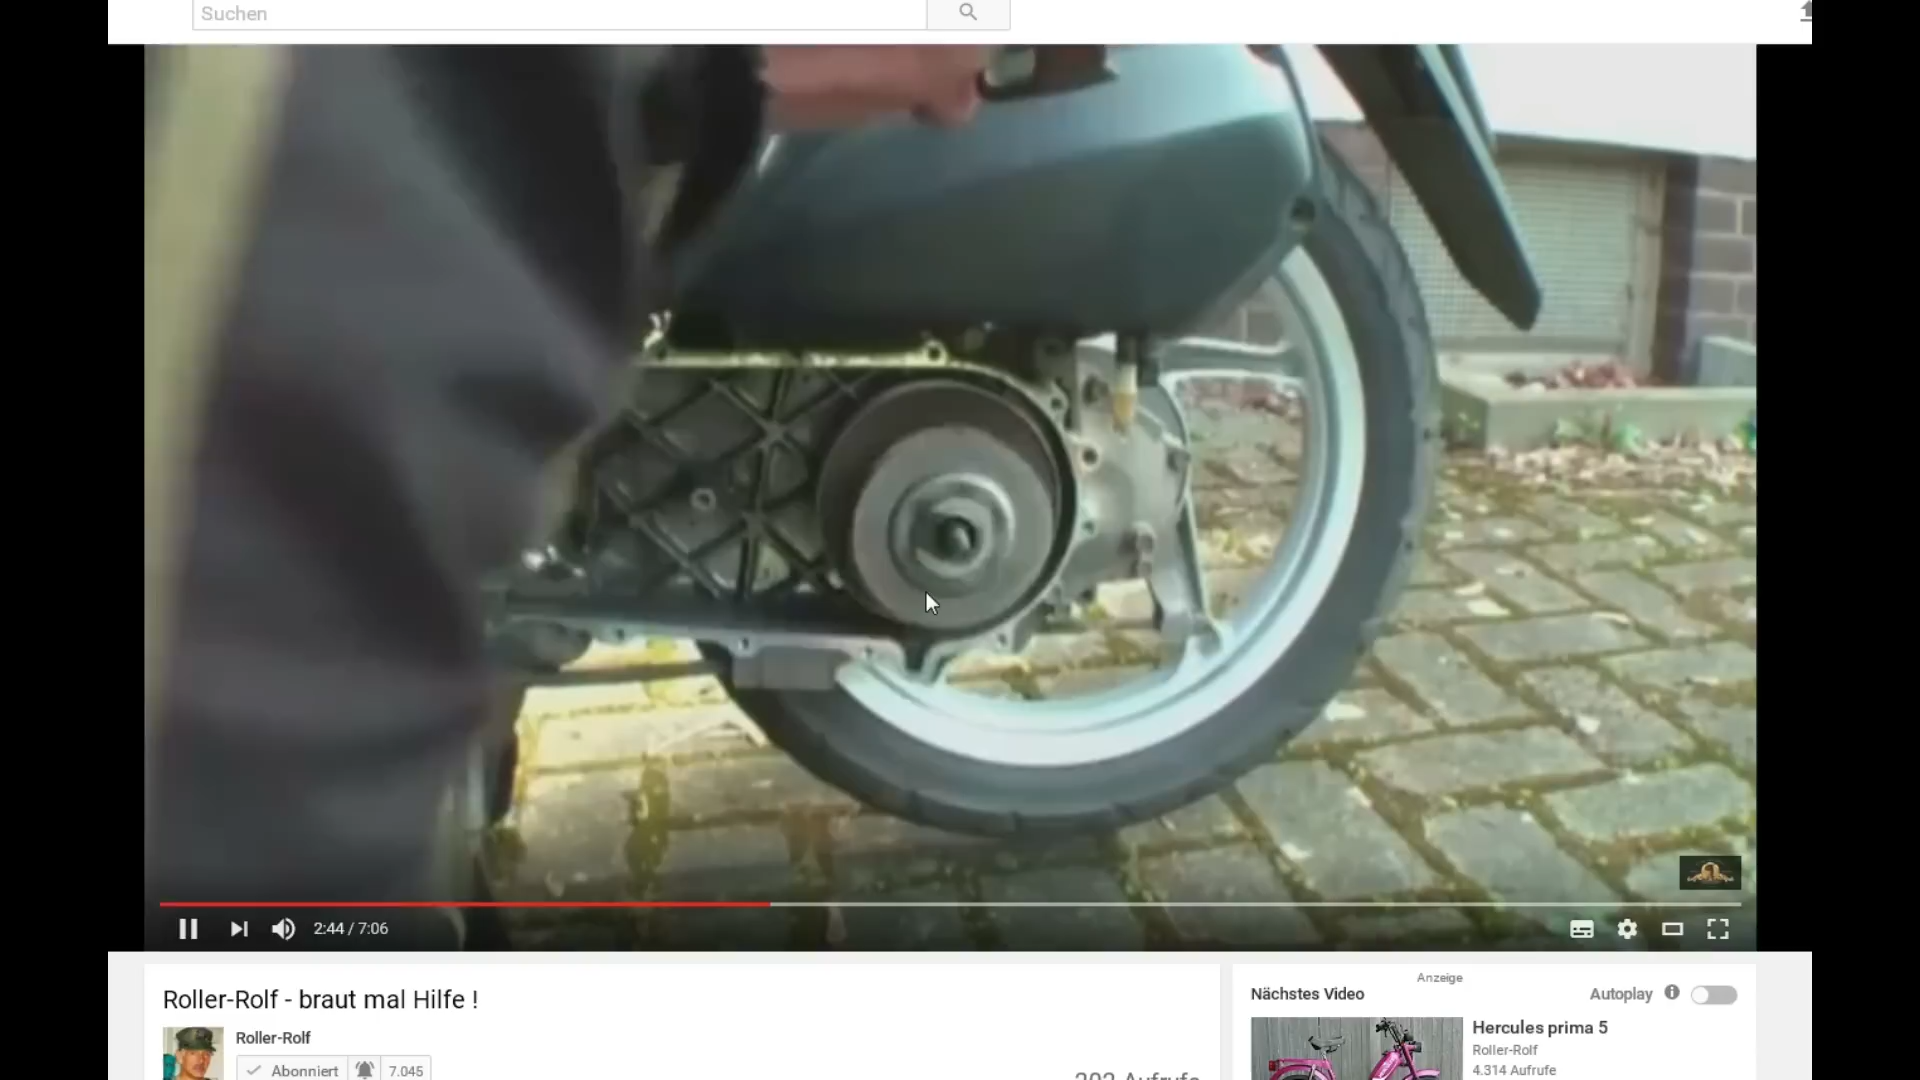 Suchen
2:44 / 7:06
Roller-Rolf - braut mal Hilfe !
Roller-Rolf
Abonniert
7.045
Anzeige
Nächstes Video
Autoplay
Hercules prima 5
Roller-Rolf
4.314 Aufrufe